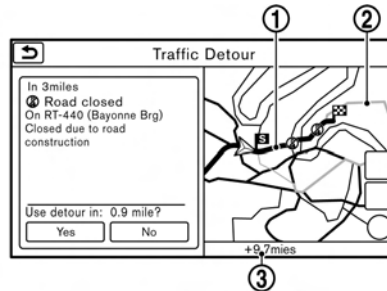 ① ②
Traffic Detour
In 3miles
Road closed
On RT-440 (Bayonne Brg)
Closed due to road
construction
Use detour in: 0.9 mile?
Yes No
S
+9.7mies
③